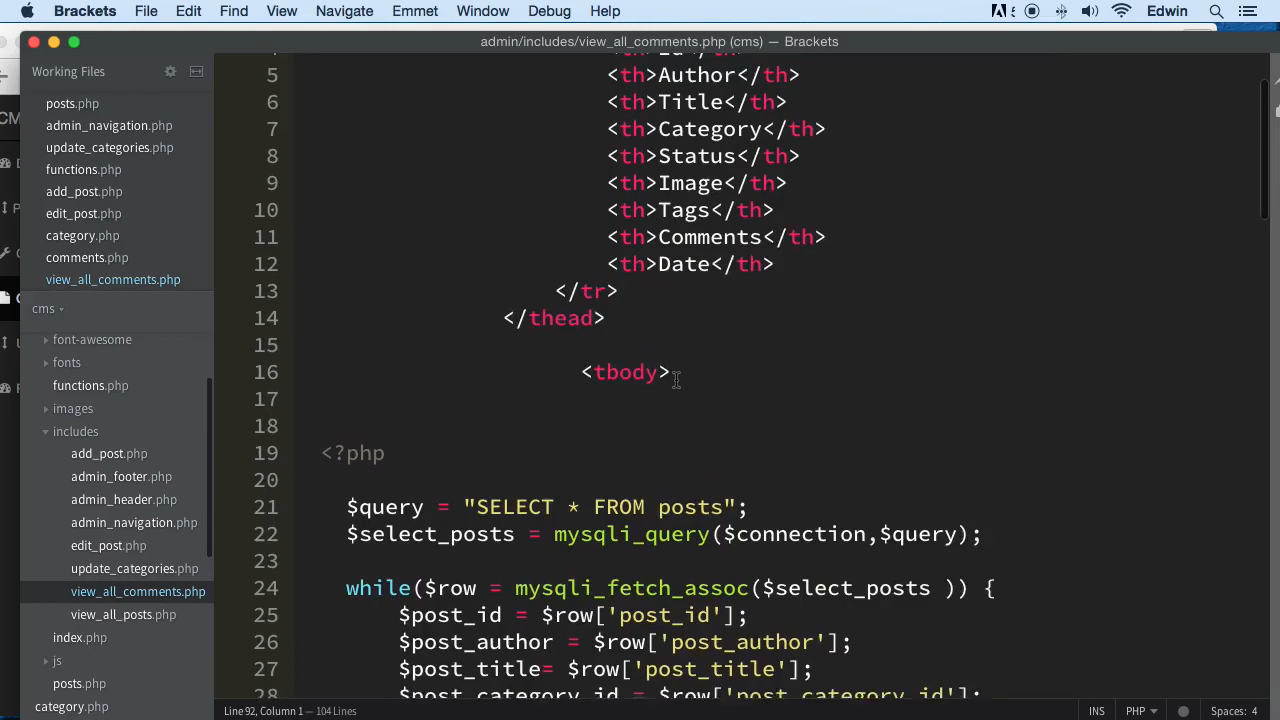 Brackets File Edit Find View Navigate Emmet Window Debug Help Edwin
admin/includes/view_all_comments.php (cms) — Brackets
Working Files
posts.php
admin_navigation.php
update_categories.php
functions.php
add_post.php
edit_post.php
category.php
comments.php
view_all_comments.php
cms
font-awesome
fonts
functions.php
images
includes
add_post.php
admin_footer.php
admin_header.php
admin_navigation.php
edit_post.php
update_categories.php
view_all_comments.php
view_all_posts.php
index.php
js
posts.php
category.php
5 <th>Author</th>
6 <th>Title</th>
7 <th>Category</th>
8 <th>Status</th>
9 <th>Image</th>
10 <th>Tags</th>
11 <th>Comments</th>
12 <th>Date</th>
13 </tr>
14 </thead>
15
16 <tbody>
17
18
19 <?php
20
21 $query = "SELECT * FROM posts";
22 $select_posts = mysqli_query($connection,$query);
23
24 while($row = mysqli_fetch_assoc($select_posts )) {
25 $post_id = $row['post_id'];
26 $post_author = $row['post_author'];
27 $post_title= $row['post_title'];
28 $post_category_id = $row['post_category_id'];
Line 92, Column 1 — 104 Lines
INS PHP Spaces: 4